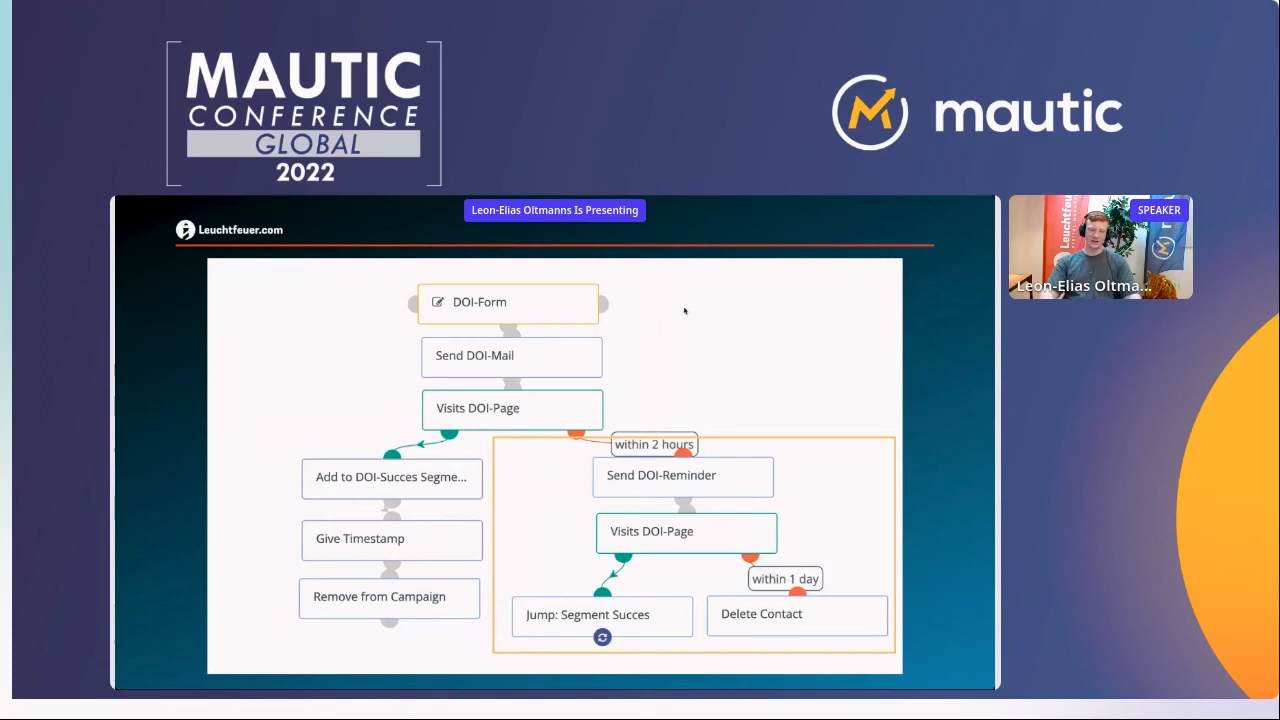 MAUTIC
CONFERENCE
GLOBAL
2022
mautic
Leon-Elias Oltmanns Is Presenting
SPEAKER
Leuchtfeuer.com
Leuchtfeuer
Leon-Elias Oltma...
DOI-Form
Send DOI-Mail
Visits DOI-Page
within 2 hours
Add to DOI-Succes Segme...
Send DOI-Reminder
Give Timestamp
Visits DOI-Page
within 1 day
Remove from Campaign
Jump: Segment Succes
Delete Contact